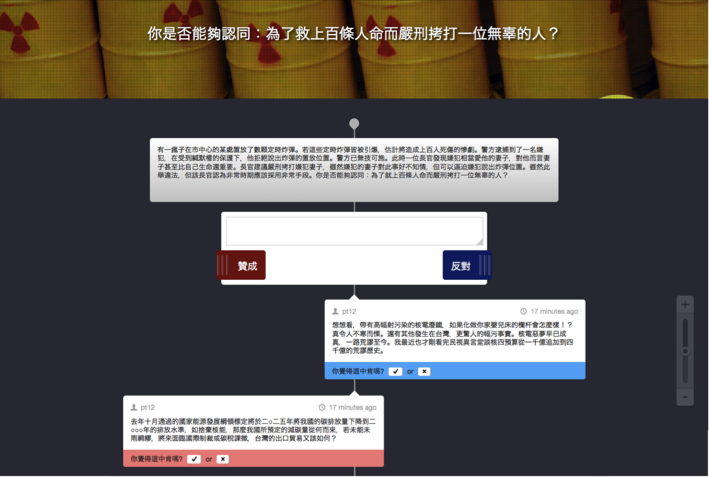 你是否能夠認同：為了救上百條人命而嚴刑拷打一位無辜的人？
有一瘋子在市中心的某處置放了數顆定時炸彈。若這些定時炸彈皆被引爆，估計將造成上百人死傷的慘劇。警方逮捕到了一名嫌
犯，在受到緘默權的保護下，他拒絕說出炸彈的置放位置。警方已無技可施。此時一位長官發現嫌犯相當愛他的妻子，對他而言妻
子甚至比自己生命還重要。長官建議嚴刑拷打嫌犯妻子，雖然嫌犯的妻子對此事好不知情，但可以逼迫嫌犯說出炸彈位置。雖然此
舉違法，但該長官認為非常時期應該採用非常手段。你是否能夠認同：為了就上百條人命而嚴刑拷打一位無辜的人？
贊成
反對
pt12
17 minutes ago
想想看，帶有高輻射污染的核電廢鐵，如果化做你家嬰兒床的欄杆會怎麼樣！？
真令人不寒而慄。還有其他發生在台灣，更驚人的輻污事實。核電惡夢早已成
真，一路荒謬至今。我最近也才剛看完民視異言堂談核四預算從一千億追加到四
千億的荒謬歷史。
你覺得這中肯嗎? ✔ or ✖
pt12
17 minutes ago
去年十月通過的國家能源發展綱領標定將於二○二五年將我國的碳排放量下降到二
○○○年的排放水準，如捨棄核能，那麼我國所預定的減碳量從何而來，若未能未
雨綢繆，將來面臨國際制裁或碳稅課徵，台灣的出口貿易又該如何？
你覺得這中肯嗎? ✔ or ✖